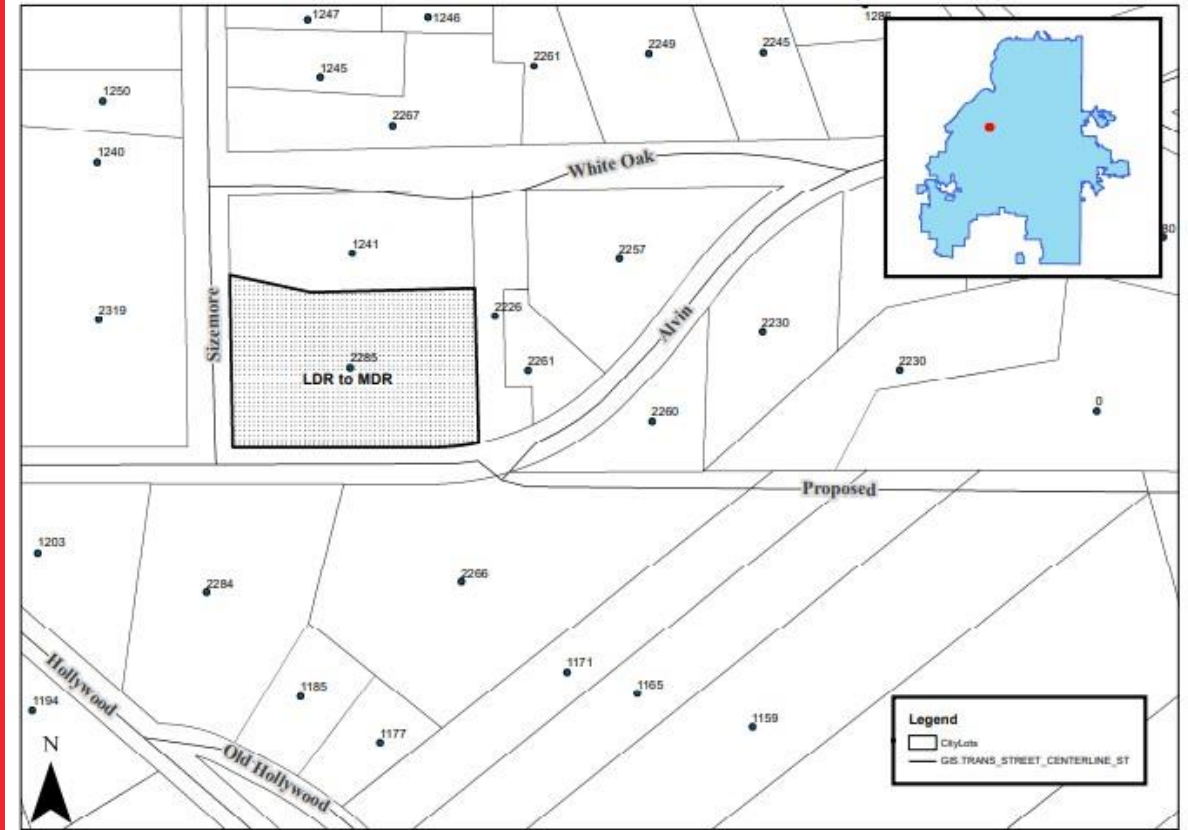 1247
1246
1286
1245
2261
2249
2245
1250
2267
1240
White Oak
1241
2257
80
Sizemore
2319
2226
Alvin
2230
2285
LDR to MDR
2261
2230
2260
0
Proposed
1203
2284
2266
Hollywood
1171
1185
1165
1194
1159
1177
N
Old Hollywood
Legend
CityLots
GIS.TRANS_STREET_CENTERLINE_ST